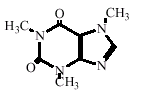 O CH₃
H₃C N
N
O N N
CH₃